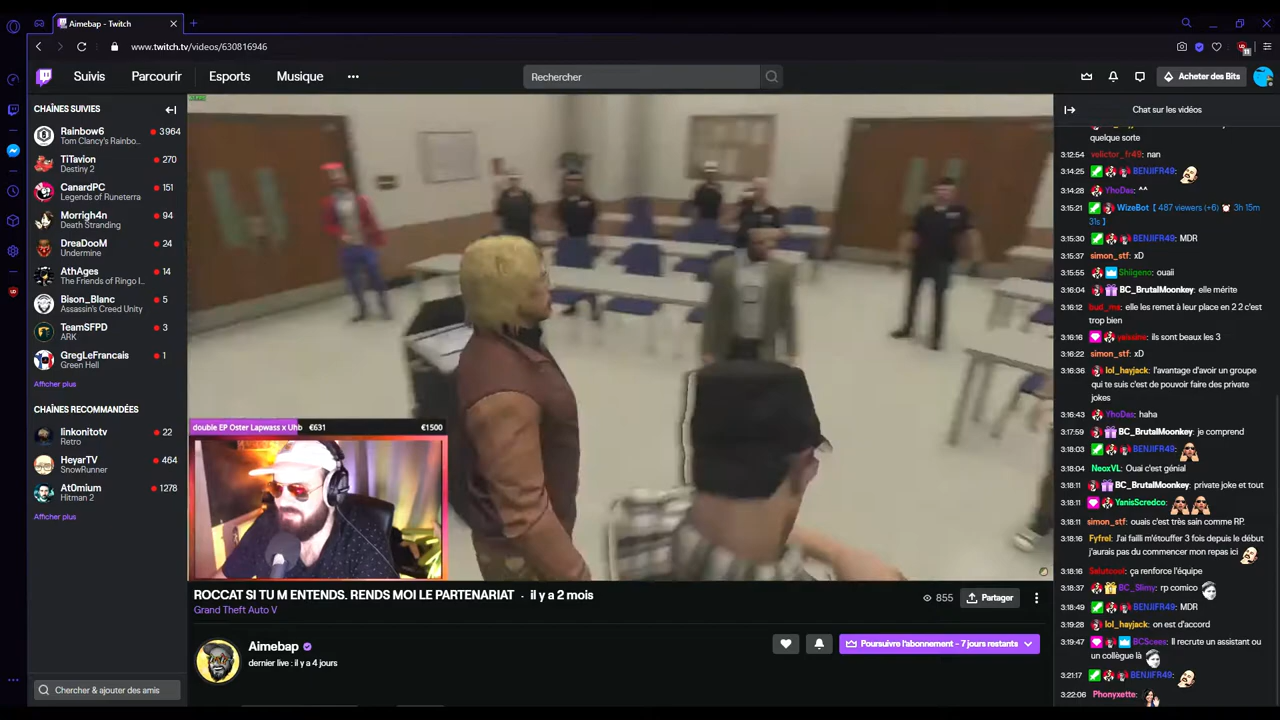 Aimebap - Twitch
www.twitch.tv/videos/630816946
Suivis
Parcourir
Esports
Musique
Rechercher
Acheter des Bits
CHAÎNES SUIVIES
Rainbow6
3964
Tom Clancy's Rainbo...
TiTavion
270
Destiny 2
CanardPC
151
Legends of Runeterra
Morrigh4n
94
Death Stranding
DreaDooM
24
Undermine
AthAges
14
The Friends of Ringo I...
Bison_Blanc
5
Assassin's Creed Unity
TeamSFPD
3
ARK
GregLeFrancais
1
Green Hell
Afficher plus
CHAÎNES RECOMMANDÉES
linkonitotv
22
Retro
HeyarTV
464
SnowRunner
At0mium
1278
Hitman 2
Afficher plus
Chercher & ajouter des amis
double EP Oster Lapwass x Uhb €631 €1500
ROCCAT SI TU M ENTENDS. RENDS MOI LE PARTENARIAT · il y a 2 mois
Grand Theft Auto V
855
Partager
Aimebap
dernier live : il y a 4 jours
Poursuivre l'abonnement - 7 jours restants
Chat sur les vidéos
quelque sorte
3:12:54 velictor_fr49: nan
3:14:25 BENJIFR49:
3:14:28 YhoDas: ^^
3:15:21 WizeBot [ 487 viewers (+6) 3h 15m
31s ]
3:15:30 BENJIFR49: MDR
3:15:37 simon_stf: xD
3:15:55 Shiigeno: ouaii
3:16:04 BC_BrutalMoonkey: elle mérite
3:16:12 bud_ms: elle les remet à leur place en 2 2 c'est
trop bien
3:16:16 yaissine: ils sont beaux les 3
3:16:22 simon_stf: xD
3:16:36 lol_hayjack: l'avantage d'avoir un groupe
qui te suis c'est de pouvoir faire des private
jokes
3:16:43 YhoDas: haha
3:17:59 BC_BrutalMoonkey: je comprend
3:18:03 BENJIFR49:
3:18:04 NeoxVL: Ouai c'est génial
3:18:11 BC_BrutalMoonkey: private joke et tout
3:18:11 YanisScredco:
3:18:11 simon_stf: ouais c'est très sain comme RP.
3:18:16 Fyfrel: J'ai failli m'étouffer 3 fois depuis le début
j'aurais pas du commencer mon repas ici
3:18:16 Salutcool: ça renforce l'équipe
3:18:37 BC_Slimy: rp comico
3:18:49 BENJIFR49: MDR
3:19:28 lol_hayjack: on est d'accord
3:19:47 BCScees: Il recrute un assistant ou
un collègue là
3:21:17 BENJIFR49:
3:22:06 Phonyxette: